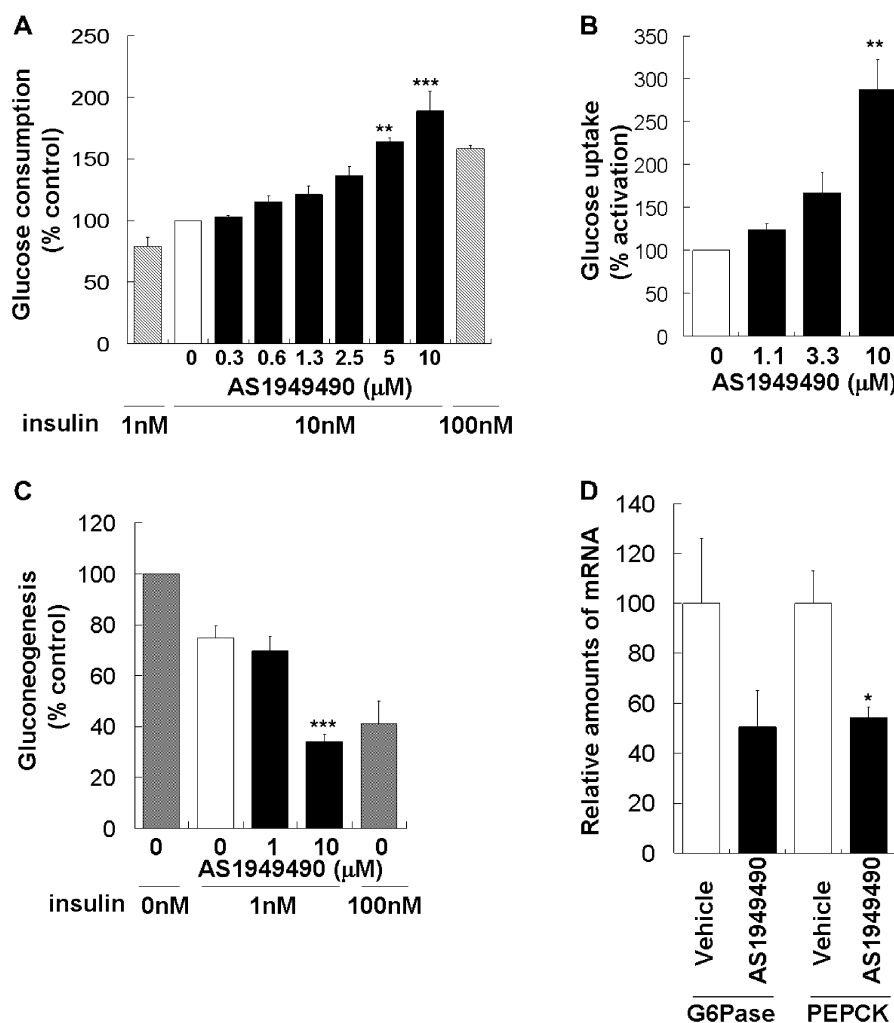 A
Glucose consumption
(% control)
250
200
150
100
50
0
**
***
0 0.3 0.6 1.3 2.5 5 10
AS1949490 (μM)
insulin 1nM 10nM 100nM
B
Glucose uptake
(% activation)
350
300
250
200
150
100
50
0
**
0 1.1 3.3 10
AS1949490 (μM)
C
Gluconeogenesis
(% control)
120
100
80
60
40
20
0
***
0 0 1 10 0
AS1949490 (μM)
insulin 0nM 1nM 100nM
D
Relative amounts of mRNA
140
120
100
80
60
40
20
0
*
Vehicle
AS1949490
Vehicle
AS1949490
G6Pase PEPCK